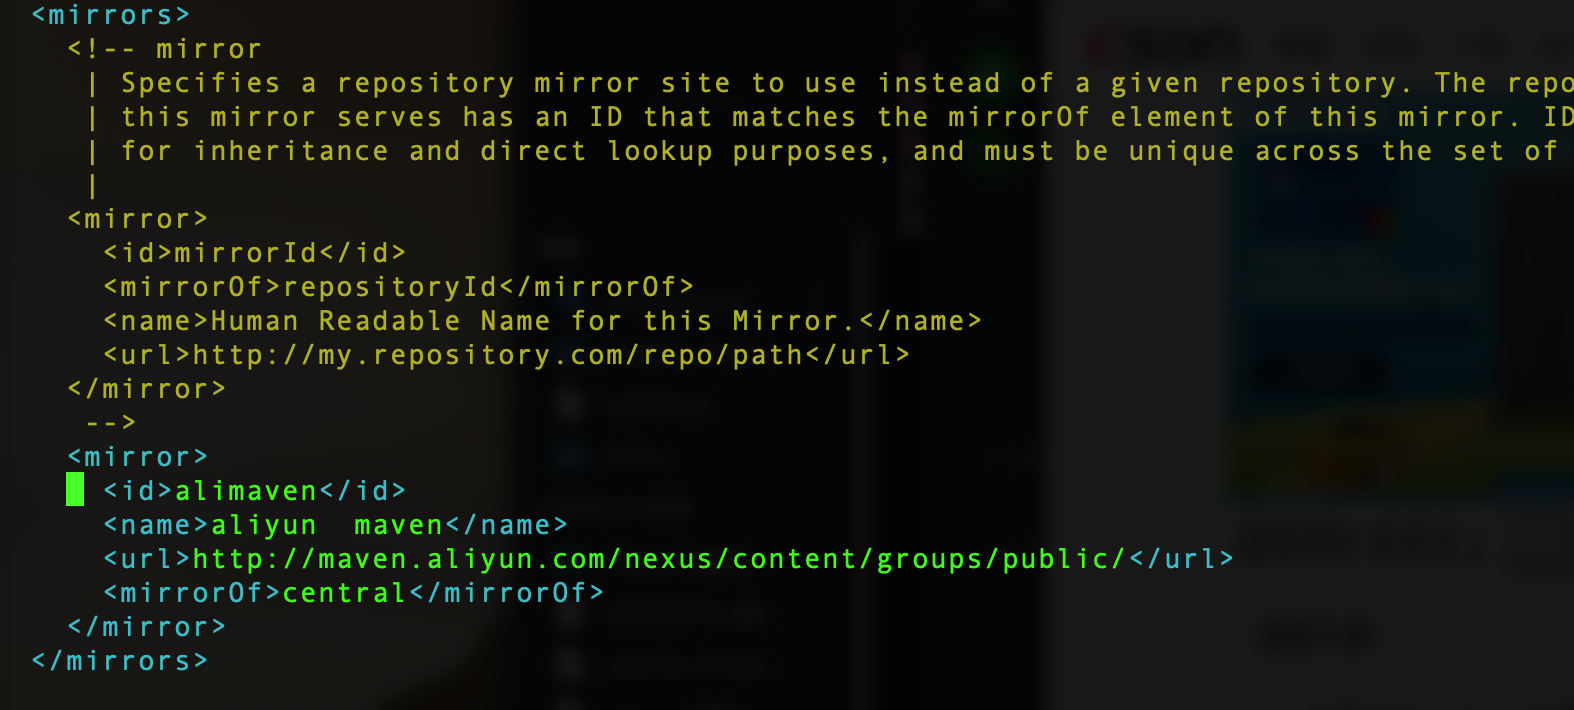 <mirrors>
<!-- mirror
| Specifies a repository mirror site to use instead of a given repository. The repo
| this mirror serves has an ID that matches the mirrorOf element of this mirror. ID
| for inheritance and direct lookup purposes, and must be unique across the set of
|
<mirror>
<id>mirrorId</id>
<mirrorOf>repositoryId</mirrorOf>
<name>Human Readable Name for this Mirror.</name>
<url>http://my.repository.com/repo/path</url>
</mirror>
-->
<mirror>
<id>alimaven</id>
<name>aliyun  maven</name>
<url>http://maven.aliyun.com/nexus/content/groups/public/</url>
<mirrorOf>central</mirrorOf>
</mirror>
</mirrors>